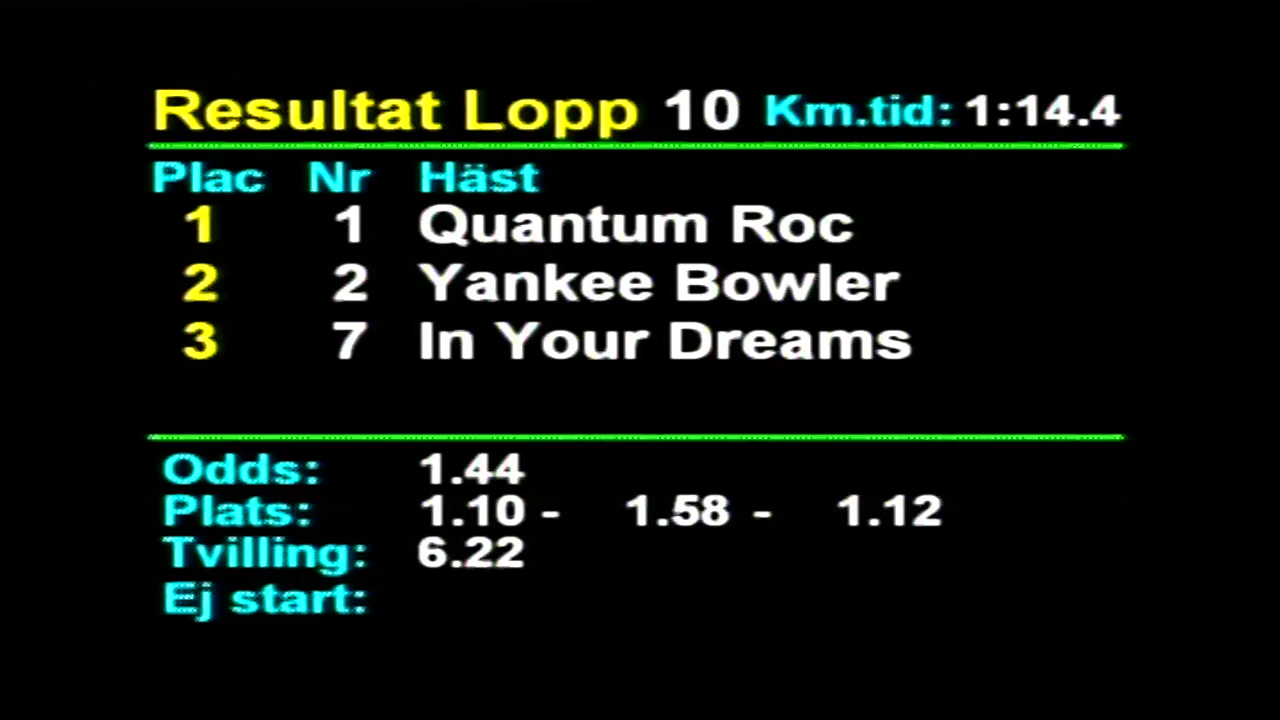 Resultat Lopp 10 Km.tid: 1:14.4
Plac Nr Häst
1 1 Quantum Roc
2 2 Yankee Bowler
3 7 In Your Dreams
Odds: 1.44
Plats: 1.10 - 1.58 - 1.12
Tvilling: 6.22
Ej start: